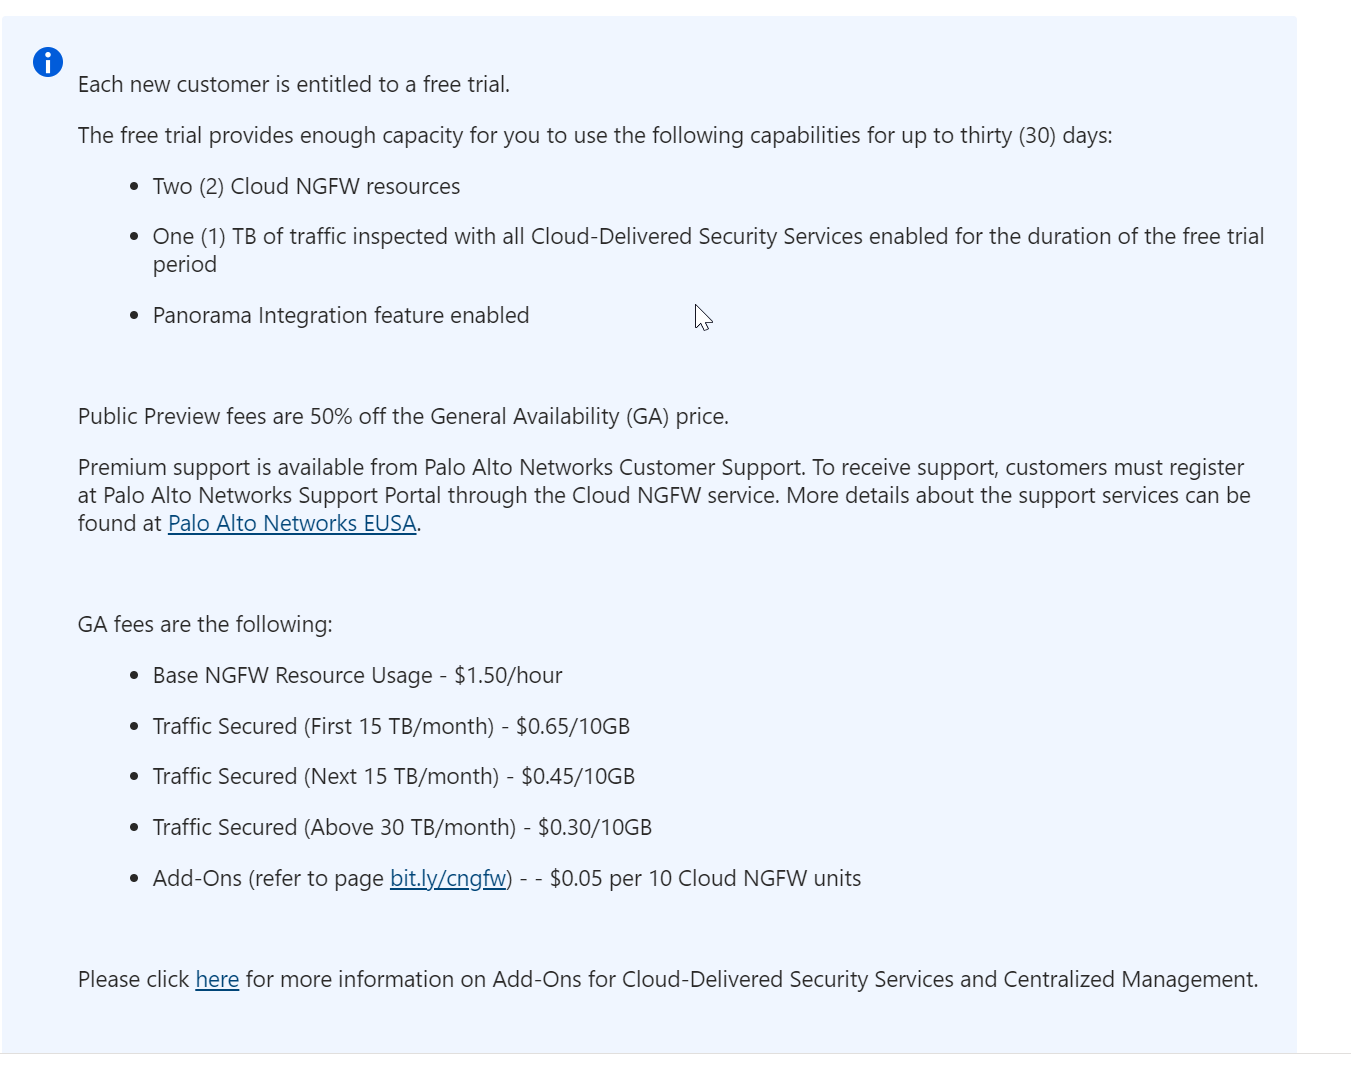 Each new customer is entitled to a free trial.
The free trial provides enough capacity for you to use the following capabilities for up to thirty (30) days:
• Two (2) Cloud NGFW resources
• One (1) TB of traffic inspected with all Cloud-Delivered Security Services enabled for the duration of the free trial
period
• Panorama Integration feature enabled
Public Preview fees are 50% off the General Availability (GA) price.
Premium support is available from Palo Alto Networks Customer Support. To receive support, customers must register
at Palo Alto Networks Support Portal through the Cloud NGFW service. More details about the support services can be
found at Palo Alto Networks EUSA.
GA fees are the following:
• Base NGFW Resource Usage - $1.50/hour
• Traffic Secured (First 15 TB/month) - $0.65/10GB
• Traffic Secured (Next 15 TB/month) - $0.45/10GB
• Traffic Secured (Above 30 TB/month) - $0.30/10GB
• Add-Ons (refer to page bit.ly/cngfw) - - $0.05 per 10 Cloud NGFW units
Please click here for more information on Add-Ons for Cloud-Delivered Security Services and Centralized Management.